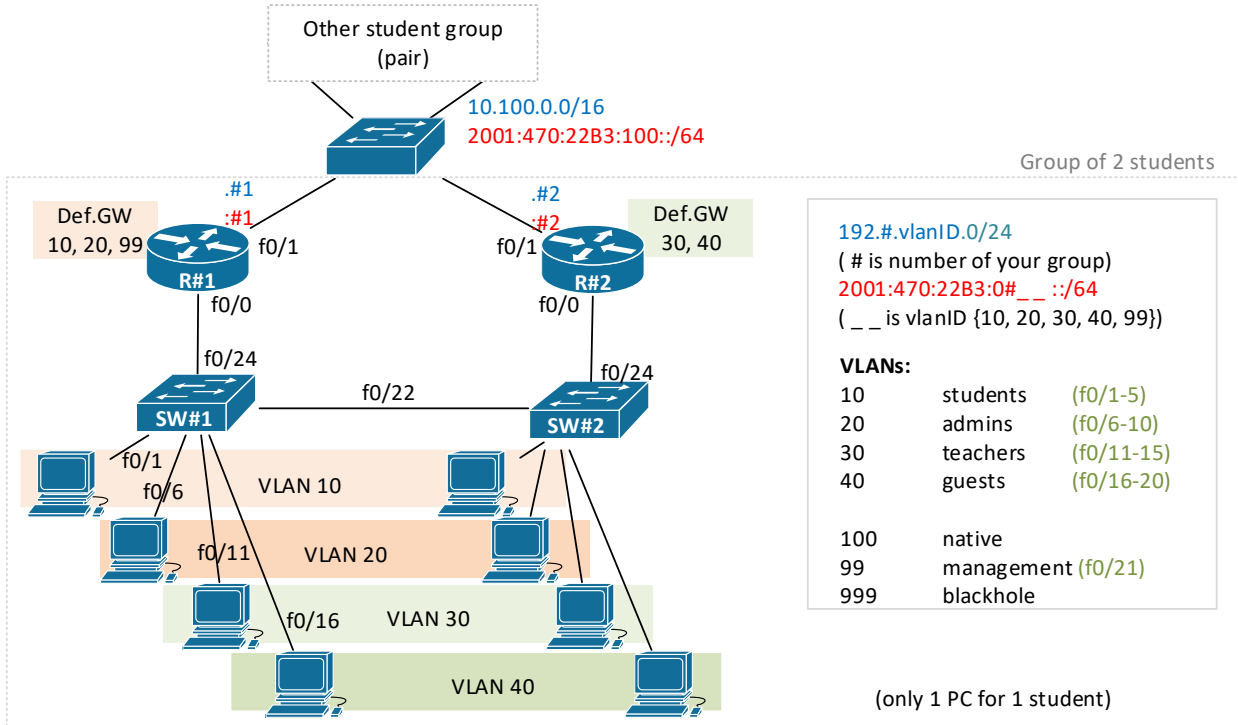 Other student group
(pair)
10.100.0.0/16
2001:470:22B3:100::/64
Group of 2 students
.#1
:#1
.#2
:#2
Def.GW
10, 20, 99
Def.GW
30, 40
f0/1
f0/1
R#1
R#2
f0/0
f0/0
f0/24
f0/22
f0/24
SW#1
SW#2
f0/1
VLAN 10
f0/6
f0/11
VLAN 20
f0/16
VLAN 30
VLAN 40
192.#.vlanID.0/24
( # is number of your group)
2001:470:22B3:0#_ _ ::/64
( _ _ is vlanID {10, 20, 30, 40, 99})
VLANs:
10 students (f0/1-5)
20 admins (f0/6-10)
30 teachers (f0/11-15)
40 guests (f0/16-20)
100 native
99 management (f0/21)
999 blackhole
(only 1 PC for 1 student)